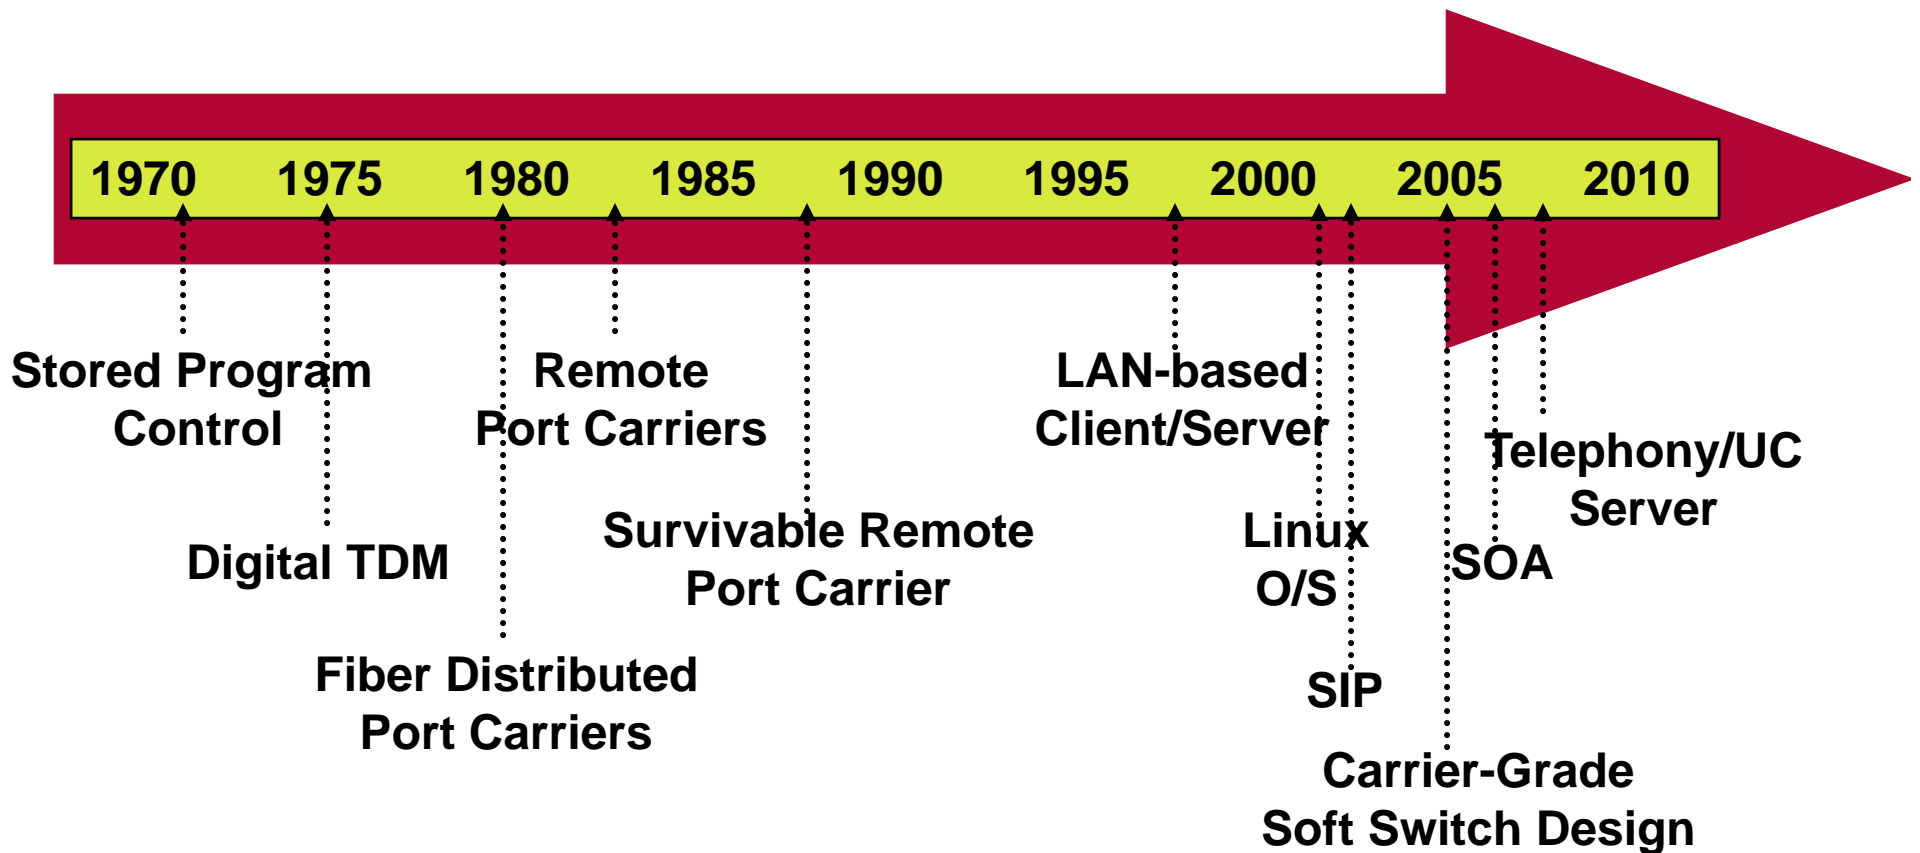 1970 1975 1980 1985 1990 1995 2000 2005 2010
Stored Program
Control
Remote
Port Carriers
LAN-based
Client/Server
Telephony/UC
Server
Digital TDM
Survivable Remote
Port Carrier
Linux
O/S
SOA
Fiber Distributed
Port Carriers
SIP
Carrier-Grade
Soft Switch Design